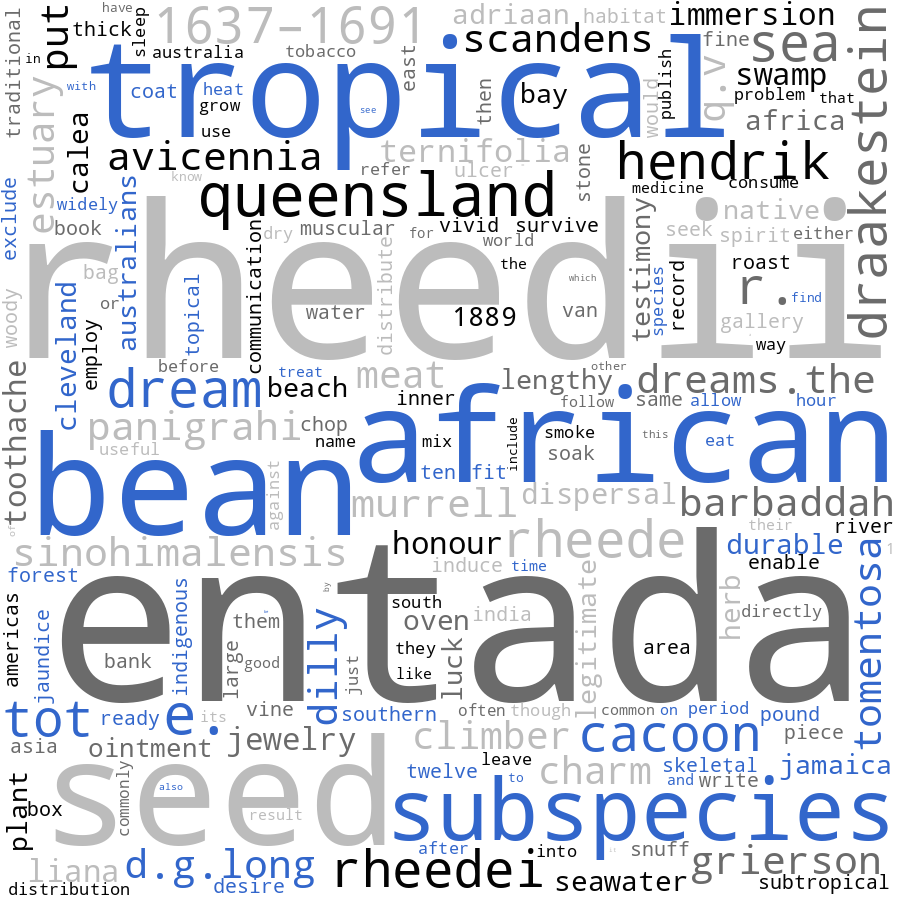 have
1637–1691
adriaan
habitat
immersion
traditional
put
thick
sleep
scandens
fine
sea
draakestein
in
australia
tobacco
east
tropical
publish
with
coat
heat
grow
see
then
bay
would
q.v
swamp
problem
that
estuary
calea
use
africa
avicennia
ternifolia
refer
ulcer
stone
hendrik
exclude
widely
australians
know
queensland
medicine
consume
book
rheedii
communication
dry
muscular
distribute
for
vivid
survive
world
testimony
seek
native
spirit
either
woody
cleveland
bag
or
topical
the
which
species
record
roast
r.
find
water
1889
van
gallery
employ
way
toothache
before
treat
meat
other
dream
beach
inner
lengthy
follow
same
dreams.the
allow
hour
african
panigrahi
chop
name
mix
include
smoke
this
eat
bean
useful
against
ten
fit
soak
murrell
dispersal
barbaddah
of
their
river
sinohimalensis
honour
rheede
durable
1
forest
induce
time
legitimate
enable
tomentosa
entada
americas
jaundice
indigenous
by
south
oven
india
herb
directly
them
dilly
they
luck
area
bank
large
good
just
like
tot
ready
e.
its
vine
southern
often
though
common
on
period
pound
asia
ointment
jewelry
climber
cacoon
piece
plant
box
commonly
seed
also
twelve
leave
to
charm
skeletal
and
write
jamaica
result
subspecies
liana
d.g.long
after
into
it
snuff
grierson
distribution
desire
rheedei
seawater
subtropical